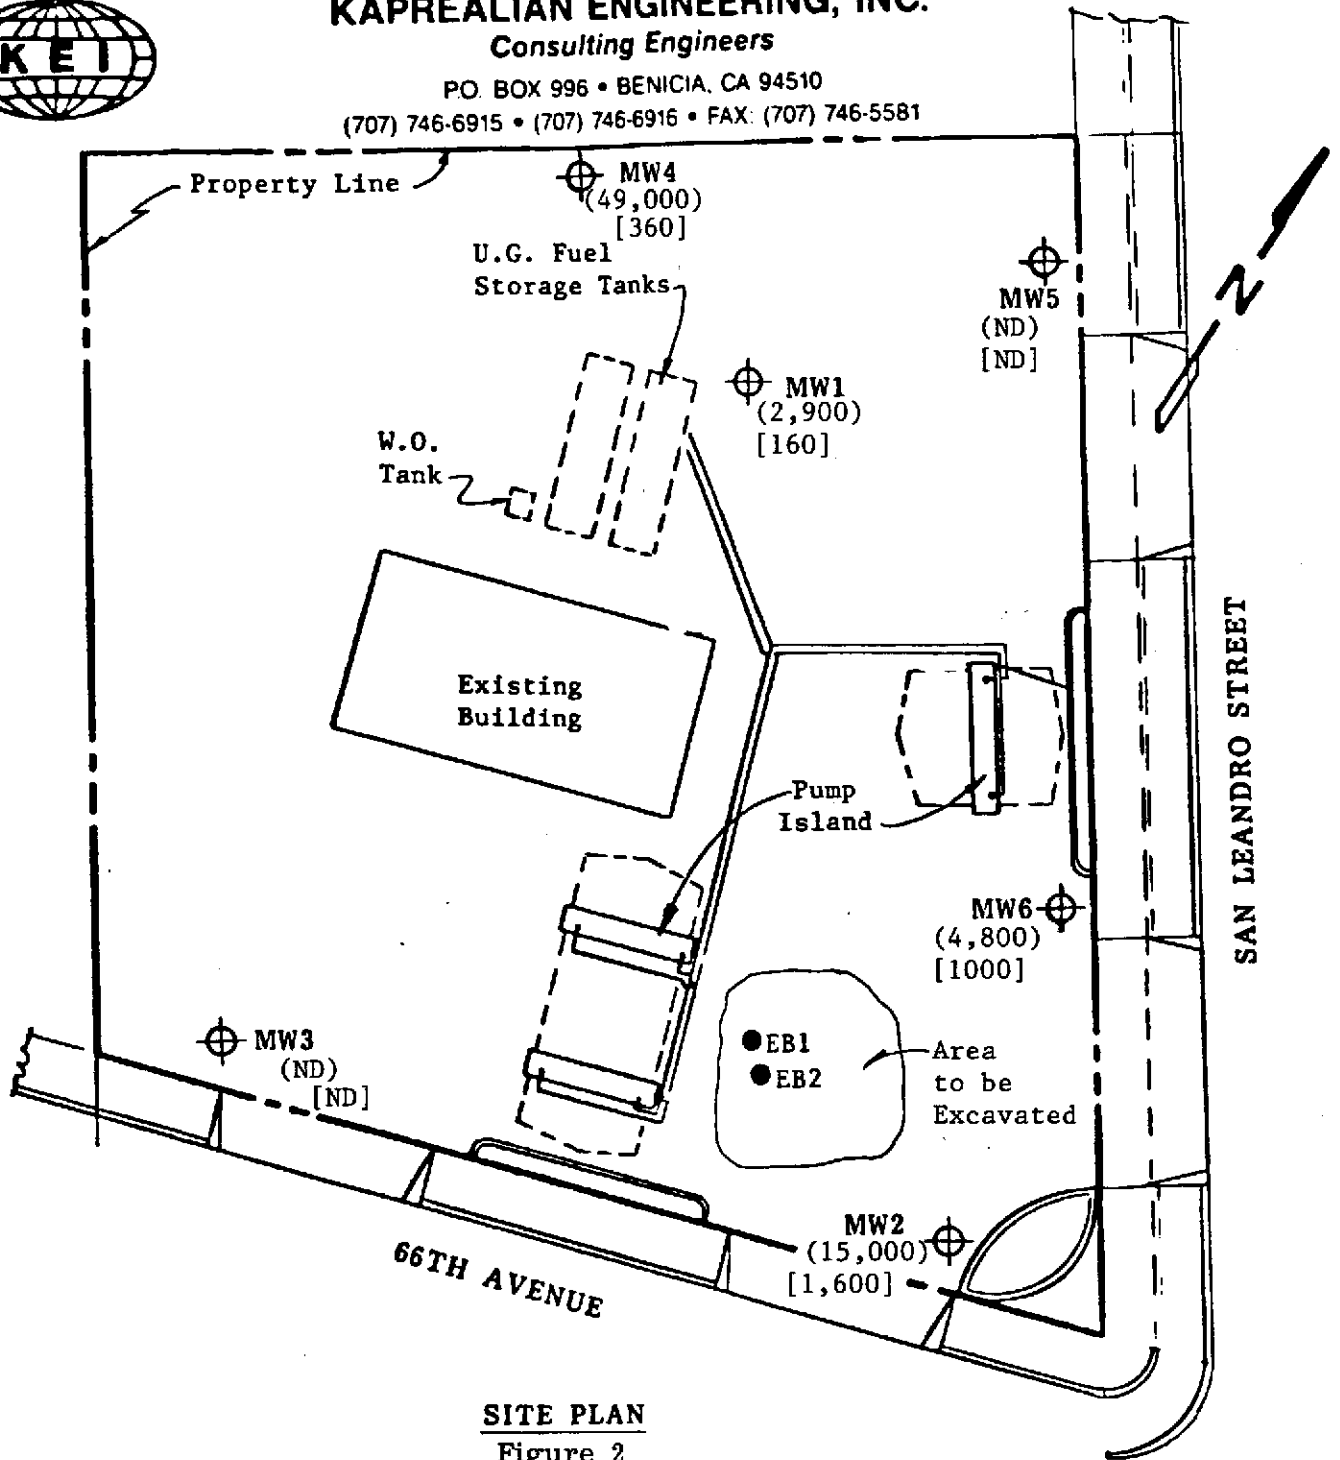 KAPREALIAN ENGINEERING, INC.
KEI
Consulting Engineers
P.O. BOX 996 • BENICIA, CA 94510
(707) 746-6915 • (707) 746-6916 • FAX: (707) 746-5581
Property Line
MW4
(49,000)
[360]
U.G. Fuel
Storage Tanks
MW5
(ND)
[ND]
N
MW1
(2,900)
[160]
W.O.
Tank
Existing
Building
Pump
Island
SAN LEANDRO STREET
MW6
(4,800)
[1000]
MW3
(ND)
[ND]
EB1
EB2
Area
to be
Excavated
MW2
(15,000)
[1,600]
66TH AVENUE
SITE PLAN
Figure 2